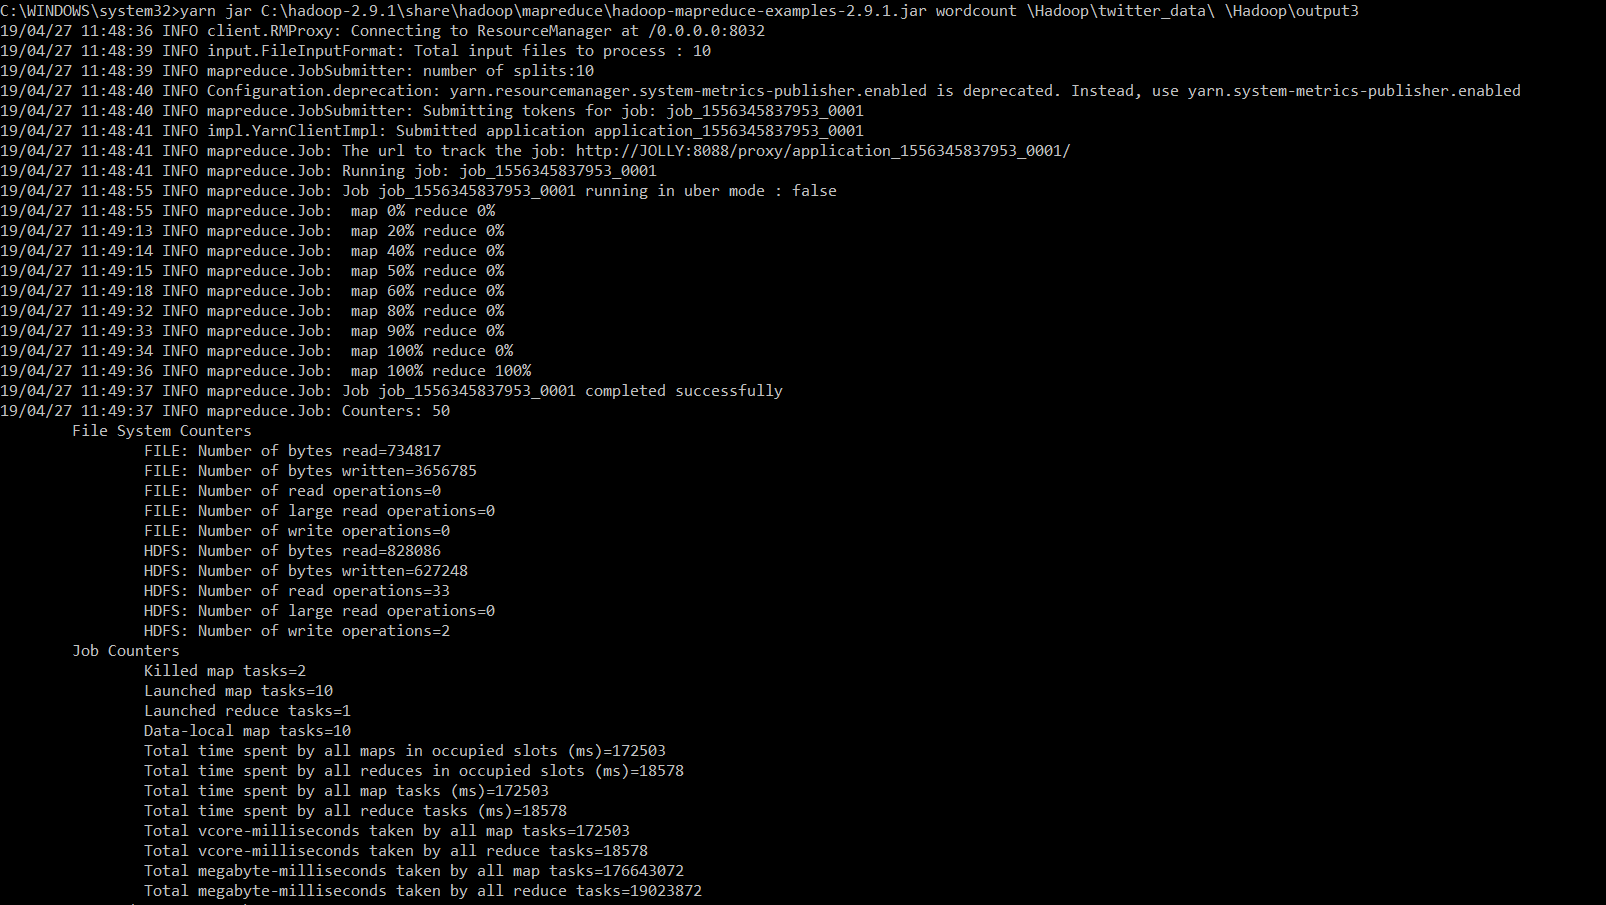 C:\WINDOWS\system32>yarn jar C:\hadoop-2.9.1\share\hadoop\mapreduce\hadoop-mapreduce-examples-2.9.1.jar wordcount \Hadoop\twitter_data\ \Hadoop\output3
19/04/27 11:48:36 INFO client.RMProxy: Connecting to ResourceManager at /0.0.0.0:8032
19/04/27 11:48:39 INFO input.FileInputFormat: Total input files to process : 10
19/04/27 11:48:39 INFO mapreduce.JobSubmitter: number of splits:10
19/04/27 11:48:40 INFO Configuration.deprecation: yarn.resourcemanager.system-metrics-publisher.enabled is deprecated. Instead, use yarn.system-metrics-publisher.enabled
19/04/27 11:48:40 INFO mapreduce.JobSubmitter: Submitting tokens for job: job_1556345837953_0001
19/04/27 11:48:41 INFO impl.YarnClientImpl: Submitted application application_1556345837953_0001
19/04/27 11:48:41 INFO mapreduce.Job: The url to track the job: http://JOLLY:8088/proxy/application_1556345837953_0001/
19/04/27 11:48:41 INFO mapreduce.Job: Running job: job_1556345837953_0001
19/04/27 11:48:55 INFO mapreduce.Job: Job job_1556345837953_0001 running in uber mode : false
19/04/27 11:48:55 INFO mapreduce.Job:  map 0% reduce 0%
19/04/27 11:49:13 INFO mapreduce.Job:  map 20% reduce 0%
19/04/27 11:49:14 INFO mapreduce.Job:  map 40% reduce 0%
19/04/27 11:49:15 INFO mapreduce.Job:  map 50% reduce 0%
19/04/27 11:49:18 INFO mapreduce.Job:  map 60% reduce 0%
19/04/27 11:49:32 INFO mapreduce.Job:  map 80% reduce 0%
19/04/27 11:49:33 INFO mapreduce.Job:  map 90% reduce 0%
19/04/27 11:49:34 INFO mapreduce.Job:  map 100% reduce 0%
19/04/27 11:49:36 INFO mapreduce.Job:  map 100% reduce 100%
19/04/27 11:49:37 INFO mapreduce.Job: Job job_1556345837953_0001 completed successfully
19/04/27 11:49:37 INFO mapreduce.Job: Counters: 50
File System Counters
FILE: Number of bytes read=734817
FILE: Number of bytes written=3656785
FILE: Number of read operations=0
FILE: Number of large read operations=0
FILE: Number of write operations=0
HDFS: Number of bytes read=828086
HDFS: Number of bytes written=627248
HDFS: Number of read operations=33
HDFS: Number of large read operations=0
HDFS: Number of write operations=2
Job Counters
Killed map tasks=2
Launched map tasks=10
Launched reduce tasks=1
Data-local map tasks=10
Total time spent by all maps in occupied slots (ms)=172503
Total time spent by all reduces in occupied slots (ms)=18578
Total time spent by all map tasks (ms)=172503
Total time spent by all reduce tasks (ms)=18578
Total vcore-milliseconds taken by all map tasks=172503
Total vcore-milliseconds taken by all reduce tasks=18578
Total megabyte-milliseconds taken by all map tasks=176643072
Total megabyte-milliseconds taken by all reduce tasks=19023872